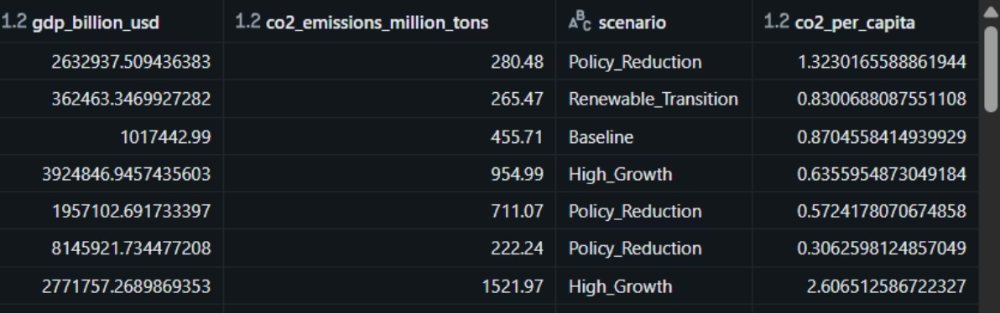 1.2 gdp_billion_usd 1.2 co2_emissions_million_tons ABC scenario 1.2 co2_per_capita
2632937.509436383 280.48 Policy_Reduction 1.3230165588861944
362463.3469927282 265.47 Renewable_Transition 0.8300688087551108
1017442.99 455.71 Baseline 0.8704558414939929
3924846.9457435603 954.99 High_Growth 0.6355954873049184
1957102.691733397 711.07 Policy_Reduction 0.5724178070674858
8145921.734477208 222.24 Policy_Reduction 0.3062598124857049
2771757.2689869353 1521.97 High_Growth 2.606512586722327